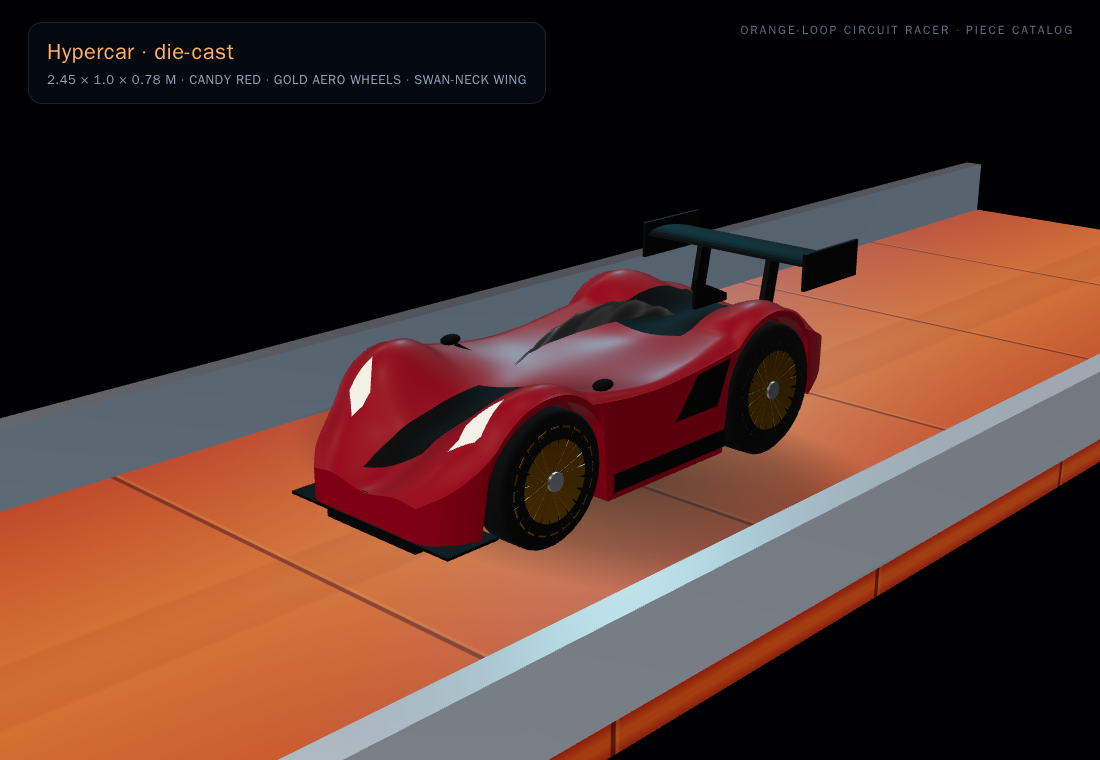 Hypercar · die-cast
2.45 × 1.0 × 0.78 M · CANDY RED · GOLD AERO WHEELS · SWAN-NECK WING
ORANGE-LOOP CIRCUIT RACER · PIECE CATALOG